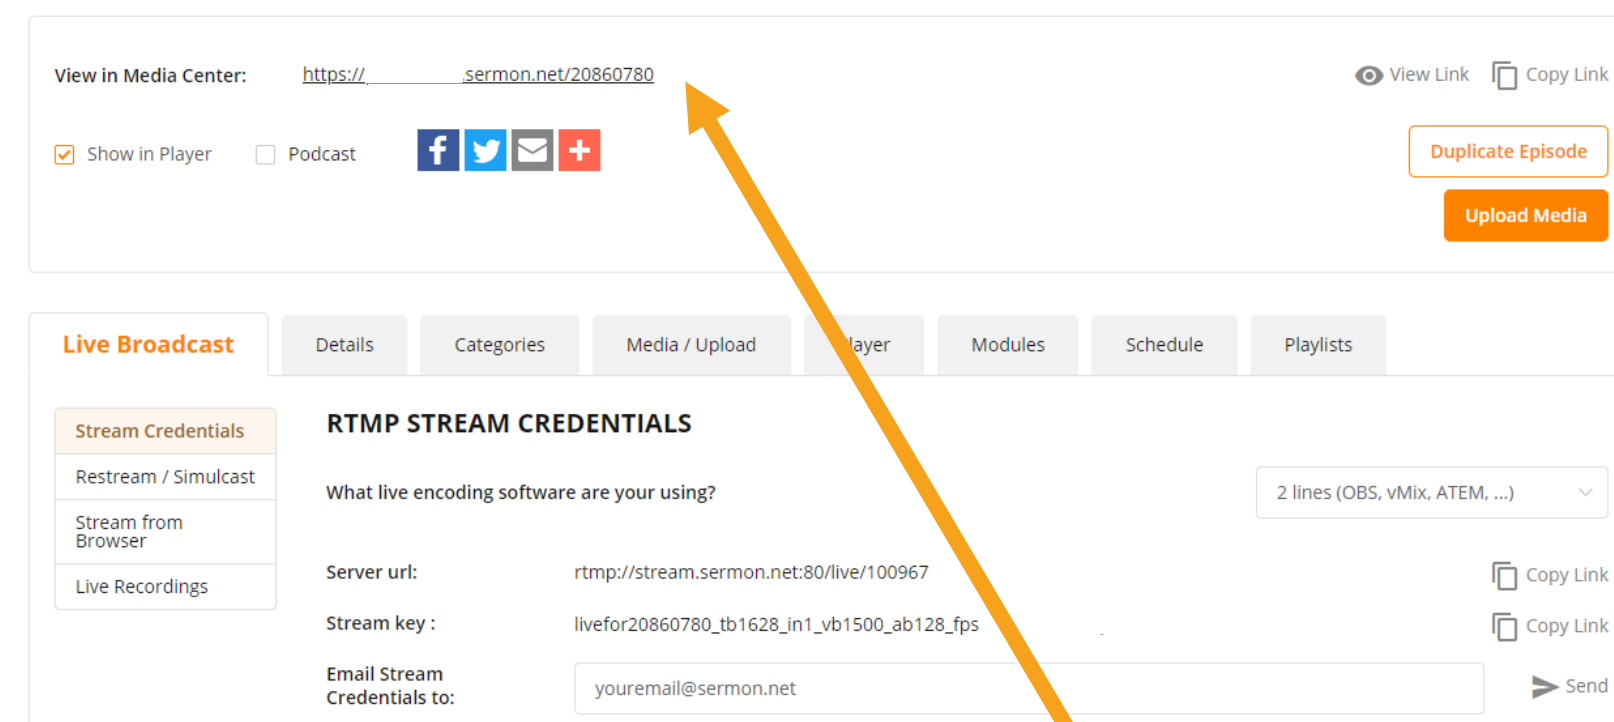 View in Media Center: https:// .sermon.net/20860780 View Link Copy Link
Show in Player Podcast
Duplicate Episode
Upload Media
Live Broadcast Details Categories Media / Upload layer Modules Schedule Playlists
Stream Credentials
Restream / Simulcast
Stream from
Browser
Live Recordings
RTMP STREAM CREDENTIALS
What live encoding software are your using? 2 lines (OBS, vMix, ATEM, ...)
Server url: rtmp://stream.sermon.net:80/live/100967 Copy Link
Stream key : livefor20860780_tb1628_in1_vb1500_ab128_fps Copy Link
Email Stream
Credentials to: youremail@sermon.net Send